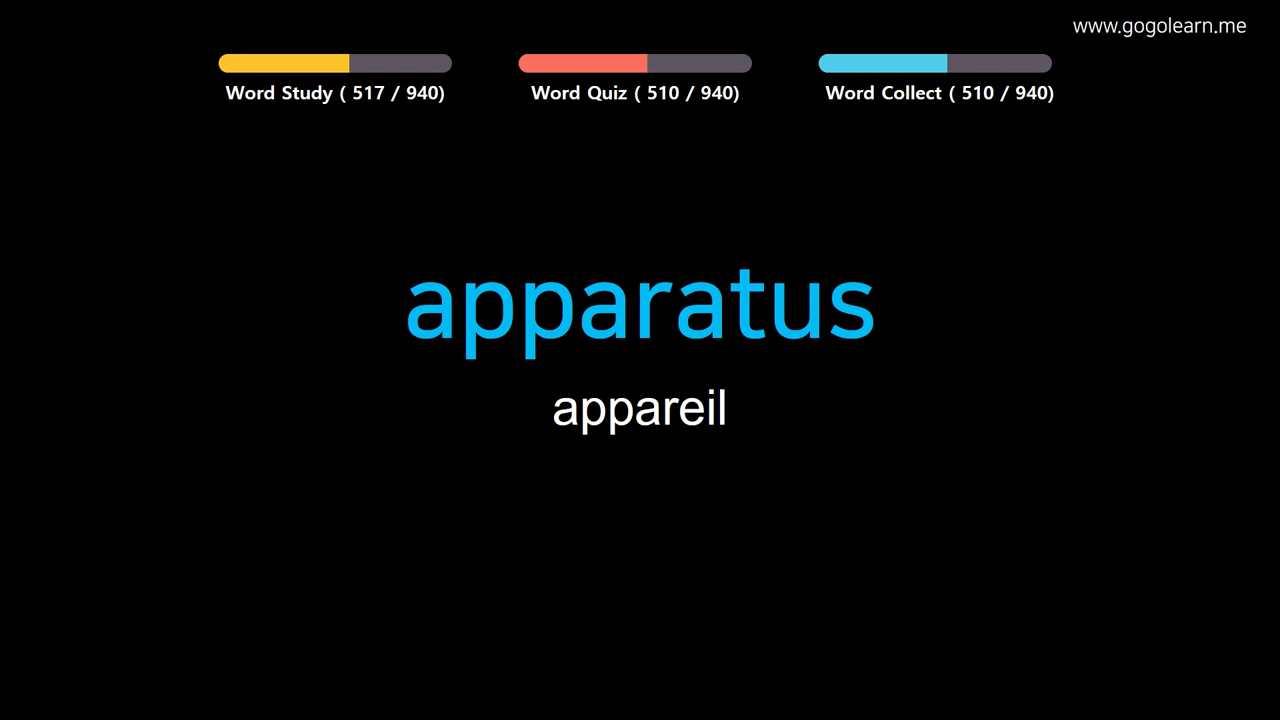 www.gogolearn.me
Word Study ( 517 / 940)
Word Quiz ( 510 / 940)
Word Collect ( 510 / 940)
apparatus
appareil